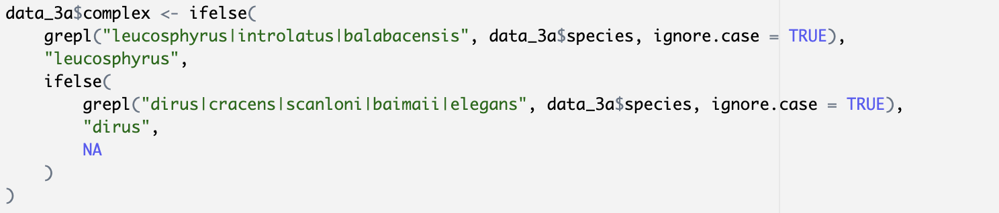 data_3a$complex <- ifelse(
    grepl("leucosphyrus|introlatus|balabacensis", data_3a$species, ignore.case = TRUE),
    "leucosphyrus",
    ifelse(
        grepl("dirus|cracens|scanloni|baimaii|elegans", data_3a$species, ignore.case = TRUE),
        "dirus",
        NA
    )
)